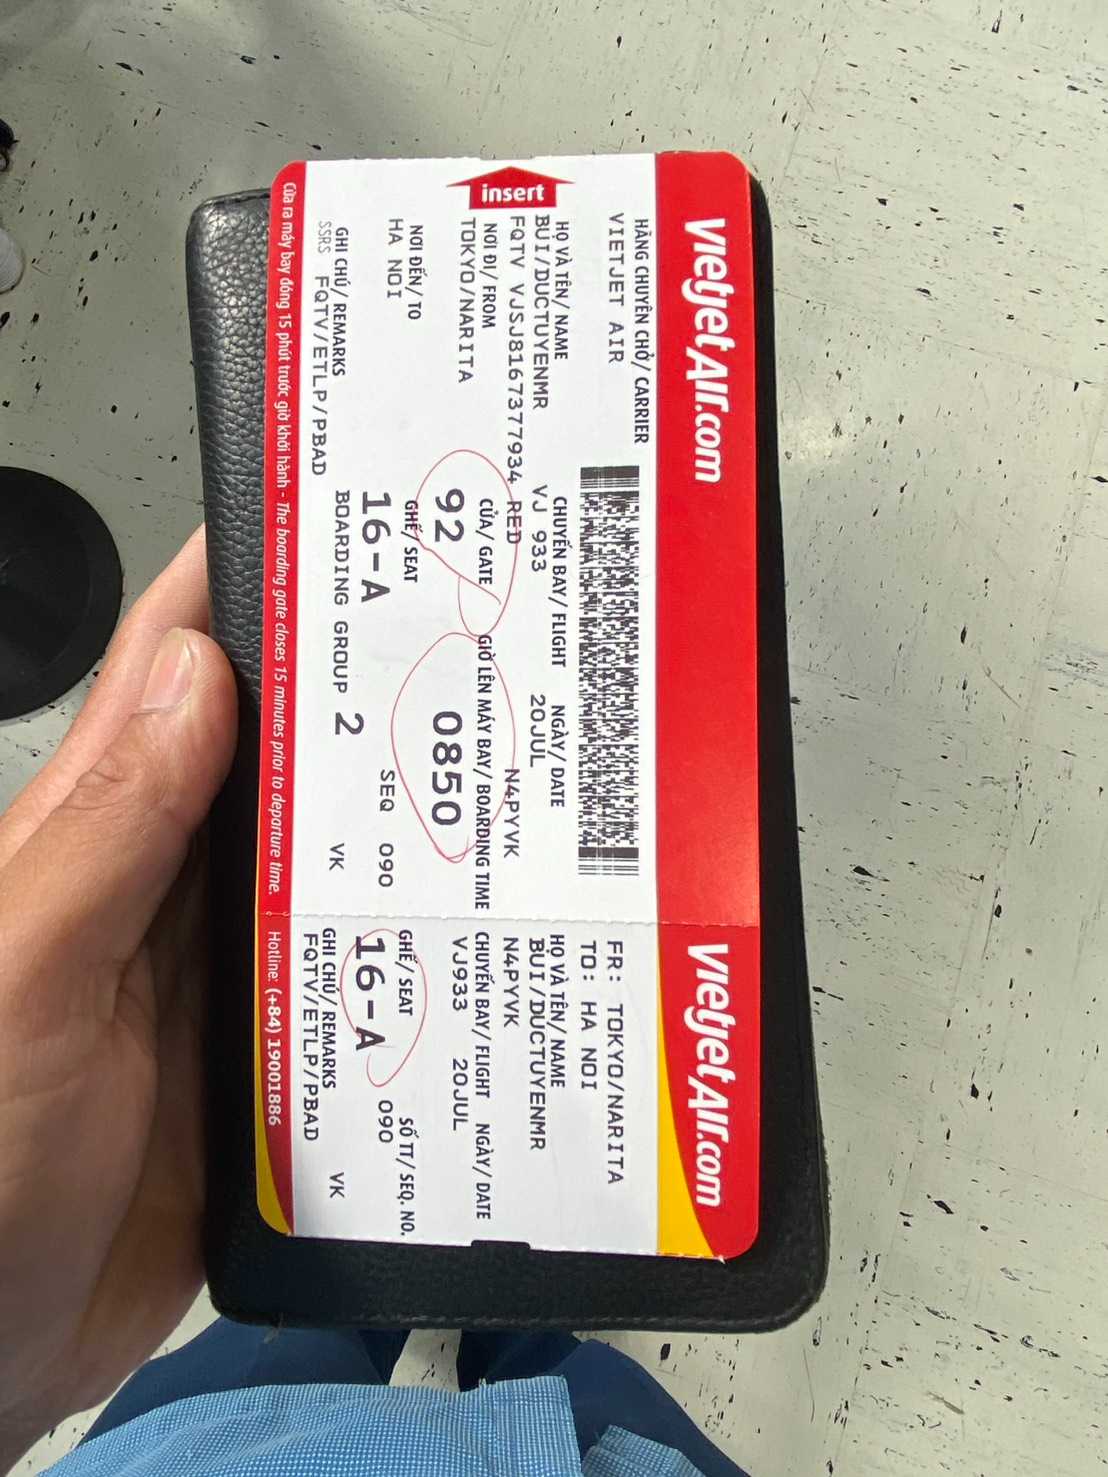 vietjetAir.com
insert
HÃNG CHUYÊN CHỞ/ CARRIER
VIETJET AIR
HỌ VÀ TÊN/ NAME
BUI/DUCTUYENMR
FQTV VJSJ8167377934 RED
CHUYẾN BAY/ FLIGHT NGÀY/ DATE
VJ 933 20JUL
N4PYVK
NƠI ĐI/ FROM
TOKYO/NARITA
CỬA/ GATE/ GIỜ LÊN MÁY BAY/ BOARDING TIME
92 0850
NƠI ĐẾN/ TO
HA NOI
GHẾ/ SEAT
16-A SEQ 090
GHI CHÚ/ REMARKS
SSRS FQTV/ETLP/PBAD
BOARDING GROUP 2 VK
Cửa ra máy bay đóng 15 phút trước giờ khởi hành - The boarding gate closes 15 minutes prior to departure time.
vietjetAir.com
FR: TOKYO/NARITA
TO: HA NOI
HỌ VÀ TÊN/ NAME
BUI/DUCTUYENMR
N4PYVK
CHUYẾN BAY/ FLIGHT NGÀY/ DATE
VJ933 20JUL
GHẾ/ SEAT SỐ TT/ SEQ. NO.
16-A 090
GHI CHÚ/ REMARKS
FQTV/ETLP/PBAD VK
Hotline: (+84) 19001886